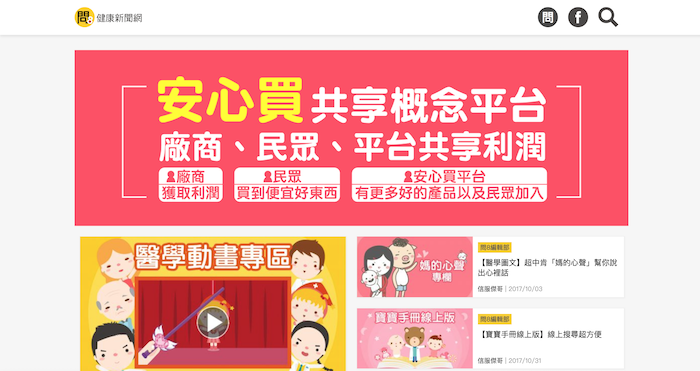 問
健康新聞網
問
f
安心買 共享概念平台
廠商、民眾、平台共享利潤
廠商
獲取利潤
民眾
買到便宜好東西
安心買平台
有更多好的產品以及民眾加入
醫學動畫專區
媽的心聲
專欄
問8編輯部
【醫學圖文】超中肯「媽的心聲」幫你說
出心裡話
信服傑哥 | 2017/10/03
寶寶手冊線上版
問8編輯部
【寶寶手冊線上版】線上搜尋超方便
信服傑哥 | 2017/10/31